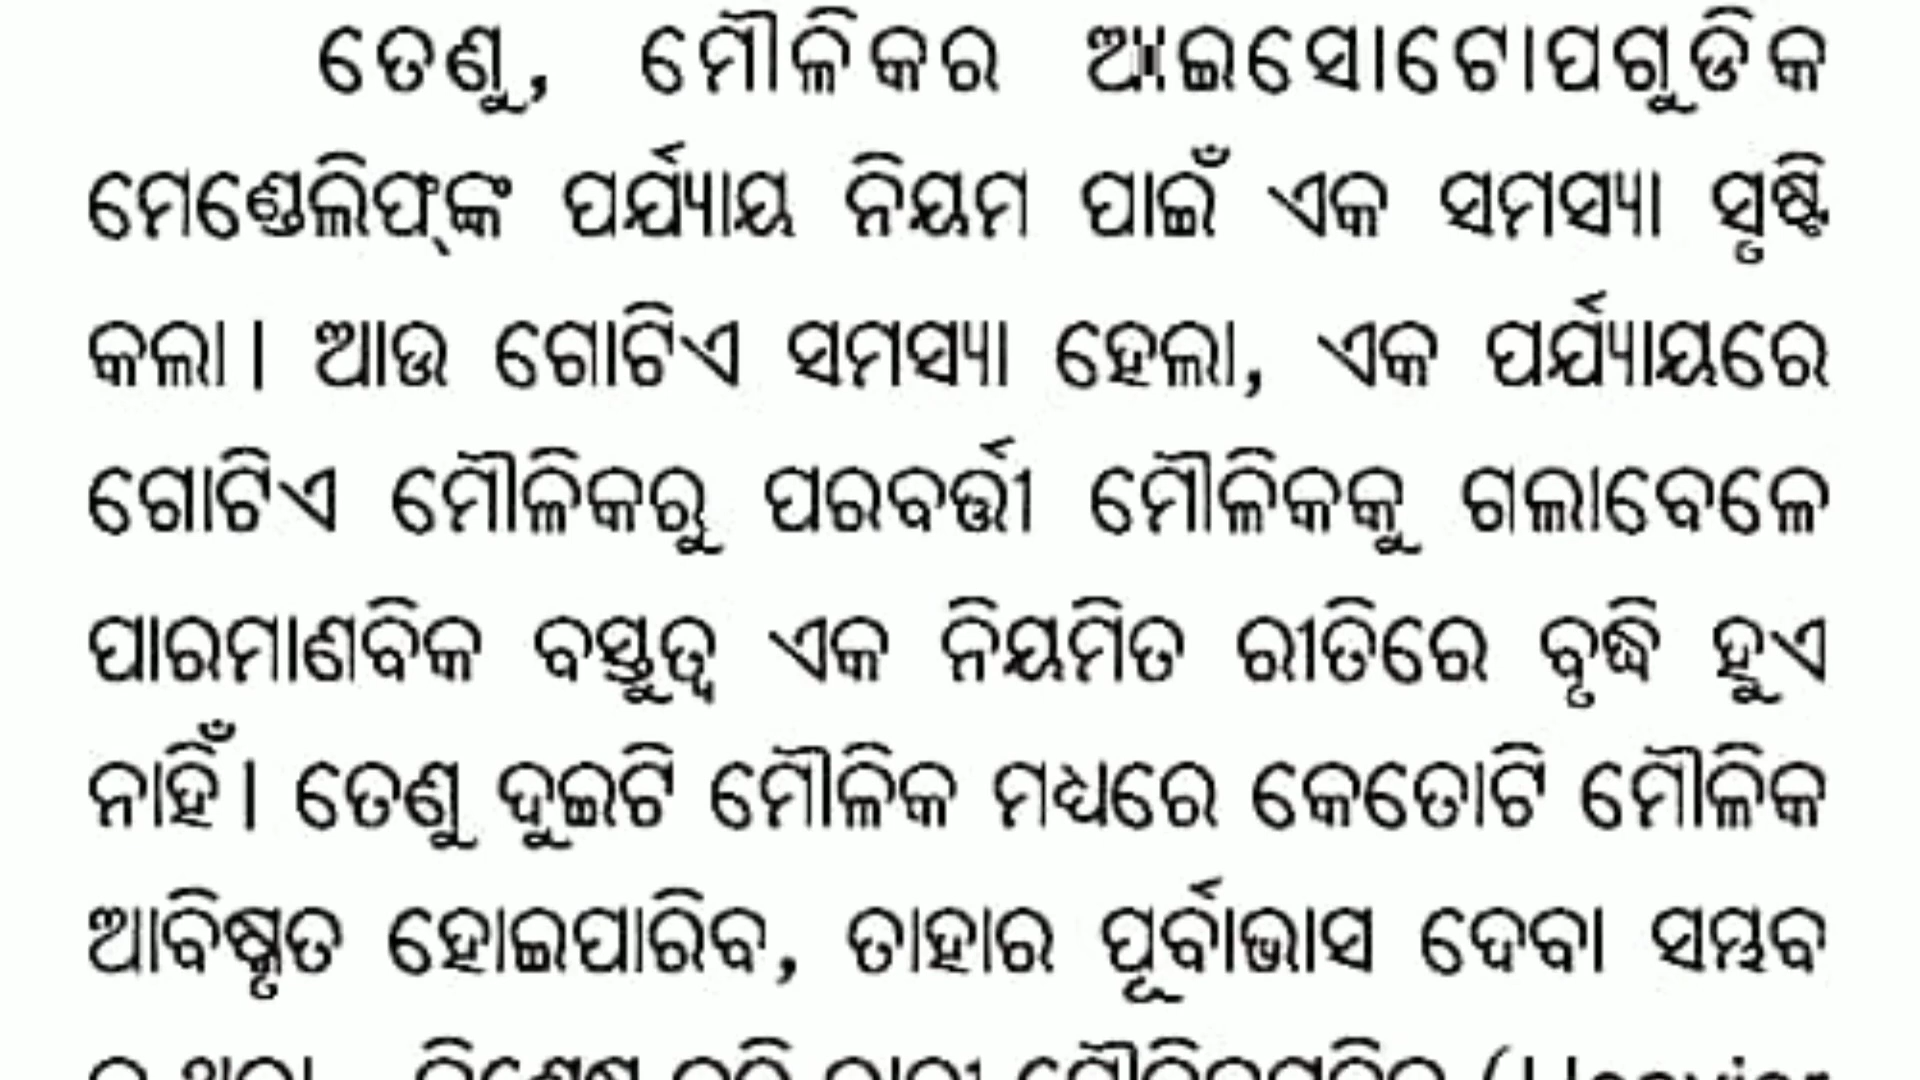 ତେଣୁ, ମୌଳିକର ଆଇସୋଟୋପଗୁଡିକ
ମେଣ୍ଡେଲିଫ୍‌ଙ୍କ ପର୍ଯ୍ୟାୟ ନିୟମ ପାଇଁ ଏକ ସମସ୍ୟା ସୃଷ୍ଟି
କଲା। ଆଉ ଗୋଟିଏ ସମସ୍ୟା ହେଲା, ଏକ ପର୍ଯ୍ୟାୟରେ
ଗୋଟିଏ ମୌଳିକରୁ ପରବର୍ତ୍ତୀ ମୌଳିକକୁ ଗଲାବେଳେ
ପାରମାଣବିକ ବସ୍ତୁତ୍ୱ ଏକ ନିୟମିତ ରୀତିରେ ବୃଦ୍ଧି ହୁଏ
ନାହିଁ। ତେଣୁ ଦୁଇଟି ମୌଳିକ ମଧ୍ୟରେ କେତୋଟି ମୌଳିକ
ଆବିଷ୍କୃତ ହୋଇପାରିବ, ତାହାର ପୂର୍ବାଭାସ ଦେବା ସମ୍ଭବ